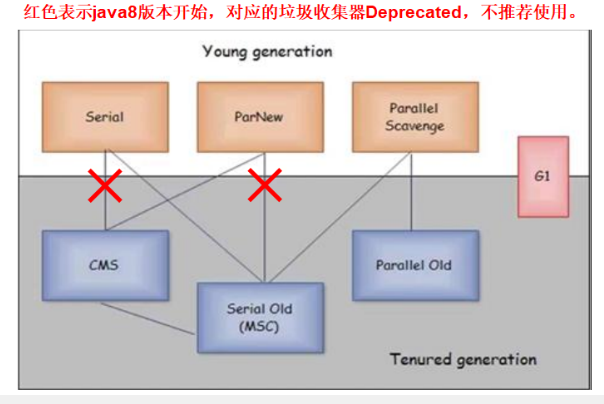 红色表示java8版本开始，对应的垃圾收集器Deprecated，不推荐使用。
Young generation
Serial
ParNew
Parallel
Scavenge
G1
CMS
Serial Old
(MSC)
Parallel Old
Tenured generation